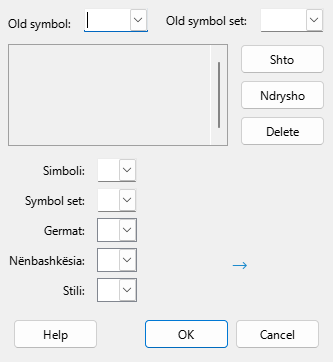 Old symbol: Old symbol set:
Shto
Ndrysho
Delete
Simboli:
Symbol set:
Germat:
Nënbashkësia:
Stili:
Help OK Cancel